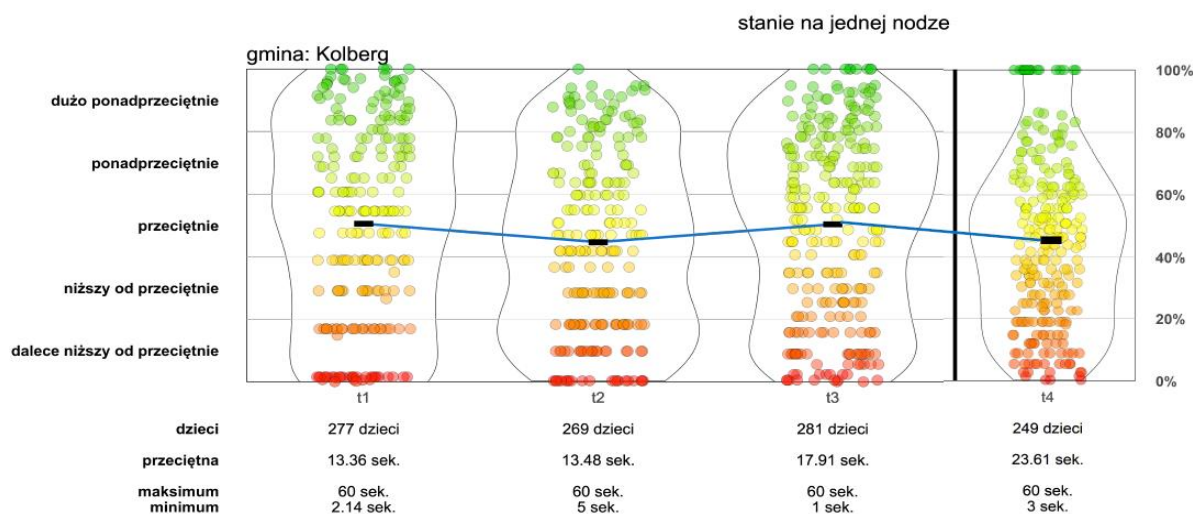 stanie na jednej nodze
gmina: Kolberg
100%
dużo ponadprzeciętnie
80%
ponadprzeciętnie
60%
przeciętnie
40%
niższy od przeciętnie
20%
dalece niższy od przeciętnie
0%
t1 t2 t3 t4
dzieci 277 dzieci 269 dzieci 281 dzieci 249 dzieci
przeciętna 13.36 sek. 13.48 sek. 17.91 sek. 23.61 sek.
maksimum 60 sek. 60 sek. 60 sek. 60 sek.
minimum 2.14 sek. 5 sek. 1 sek. 3 sek.